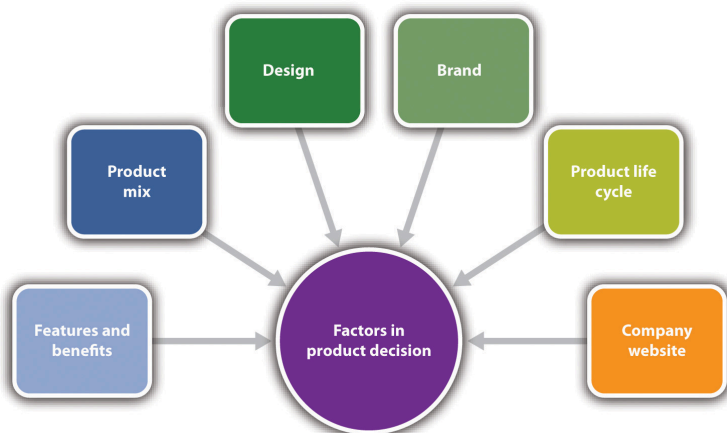 Design
Brand
Product
mix
Product life
cycle
Features and
benefits
Factors in
product decision
Company
website